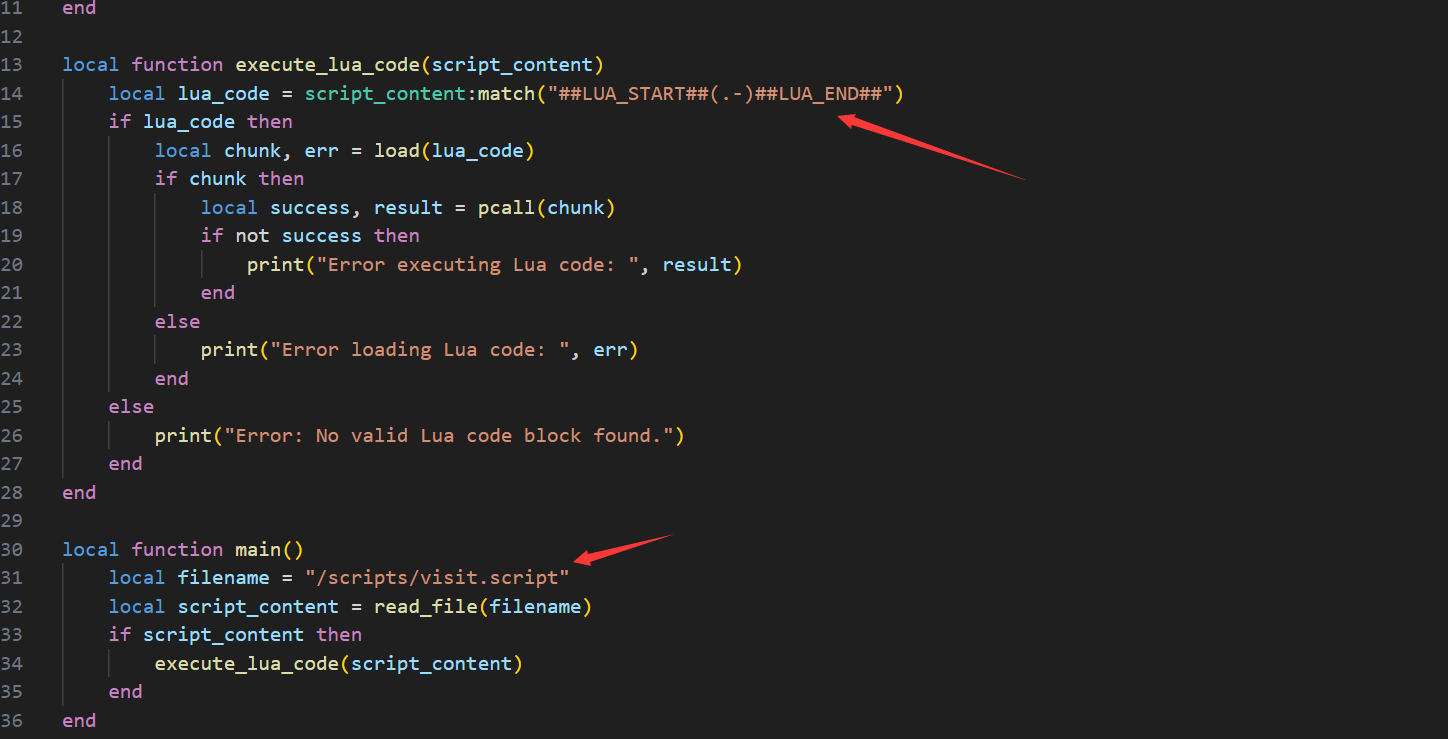 11 end
12
13 local function execute_lua_code(script_content)
14     local lua_code = script_content:match("##LUA_START##(.-)##LUA_END##")
15     if lua_code then
16         local chunk, err = load(lua_code)
17         if chunk then
18             local success, result = pcall(chunk)
19             if not success then
20                 print("Error executing Lua code: ", result)
21             end
22         else
23             print("Error loading Lua code: ", err)
24         end
25     else
26         print("Error: No valid Lua code block found.")
27     end
28 end
29
30 local function main()
31     local filename = "/scripts/visit.script"
32     local script_content = read_file(filename)
33     if script_content then
34         execute_lua_code(script_content)
35     end
36 end